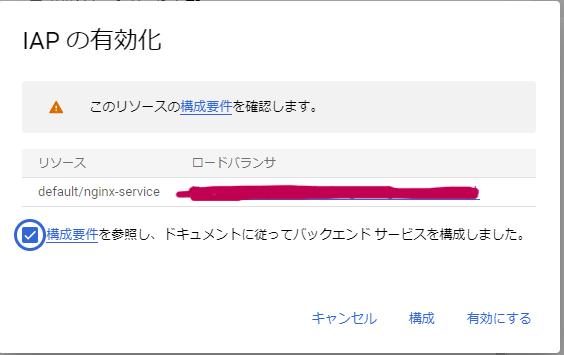 IAP の有効化
このリソースの構成要件を確認します。
リソース ロードバランサ
default/nginx-service
構成要件を参照し、ドキュメントに従ってバックエンド サービスを構成しました。
キャンセル 構成 有効にする